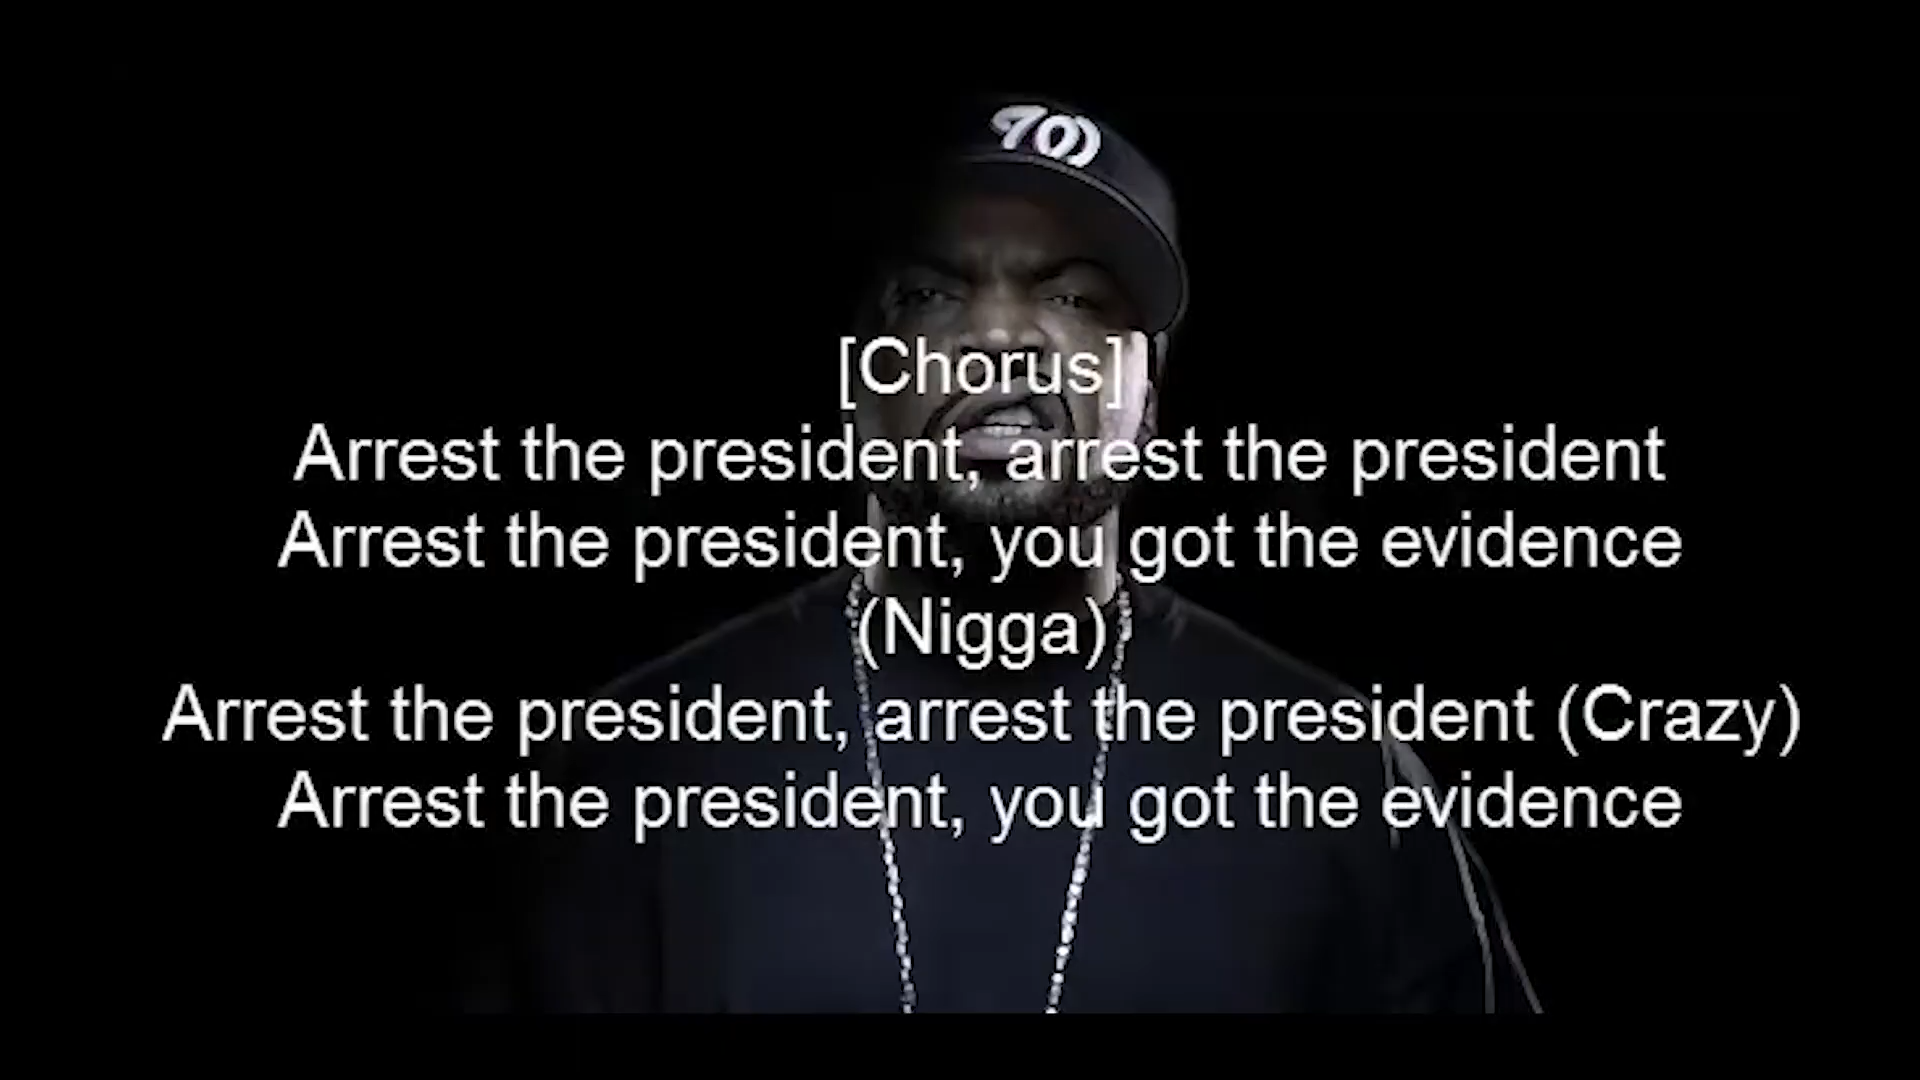 [Chorus]
Arrest the president, arrest the president
Arrest the president, you got the evidence
(Nigga)
Arrest the president, arrest the president (Crazy)
Arrest the president, you got the evidence